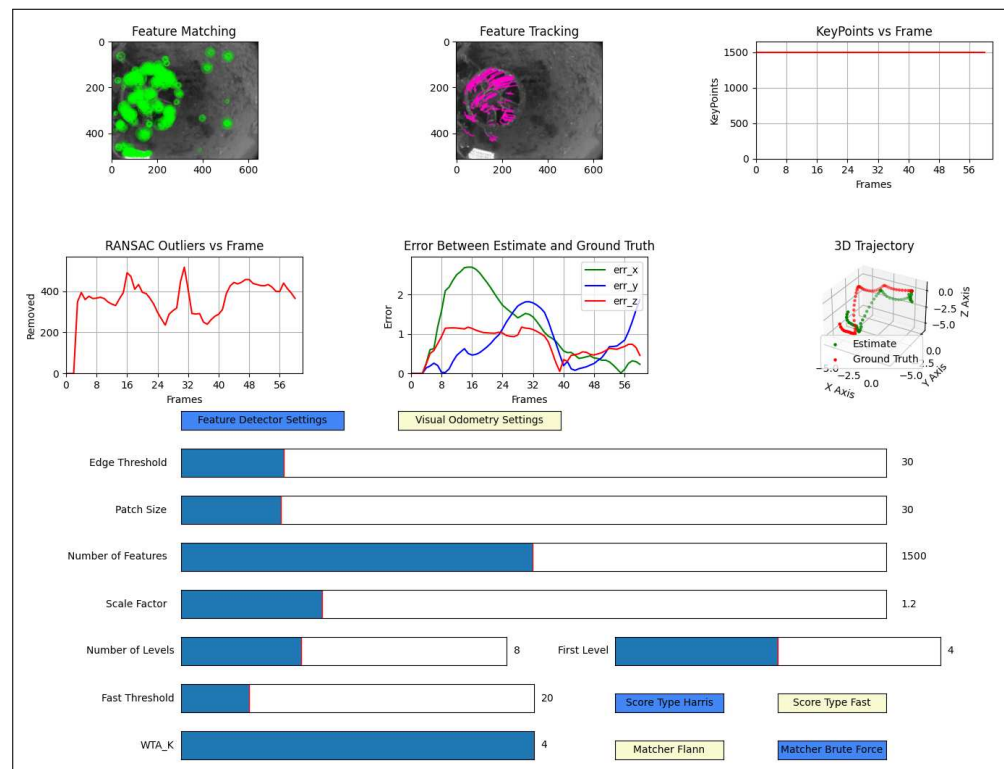 Feature Matching
0
200
400
0 200 400 600
Feature Tracking
0
200
400
0 200 400 600
KeyPoints vs Frame
1500
1000
500
0
KeyPoints
0 8 16 24 32 40 48 56
Frames
RANSAC Outliers vs Frame
400
200
0
Removed
0 8 16 24 32 40 48 56
Frames
Error Between Estimate and Ground Truth
2
1
0
Error
err_x
err_y
err_z
0 8 16 24 32 40 48 56
Frames
3D Trajectory
0.0
−2.5
−5.0
Z Axis
Estimate
Ground Truth
−2.5
0.0
X Axis
−5.0
0.0
Y Axis
Feature Detector Settings
Visual Odometry Settings
Edge Threshold 30
Patch Size 30
Number of Features 1500
Scale Factor 1.2
Number of Levels 8 First Level 4
Fast Threshold 20 Score Type Harris Score Type Fast
WTA_K 4 Matcher Flann Matcher Brute Force